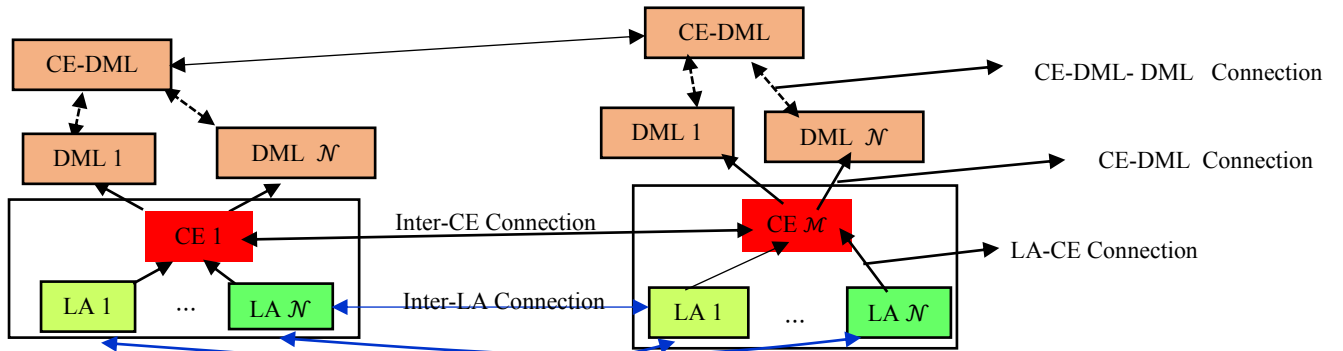 CE-DML
CE-DML
CE-DML- DML Connection
DML 1
DML 𝒩
DML 1
DML 𝒩
CE-DML Connection
CE 1
Inter-CE Connection
CE ℳ
LA-CE Connection
LA 1
...
LA 𝒩
Inter-LA Connection
LA 1
...
LA 𝒩